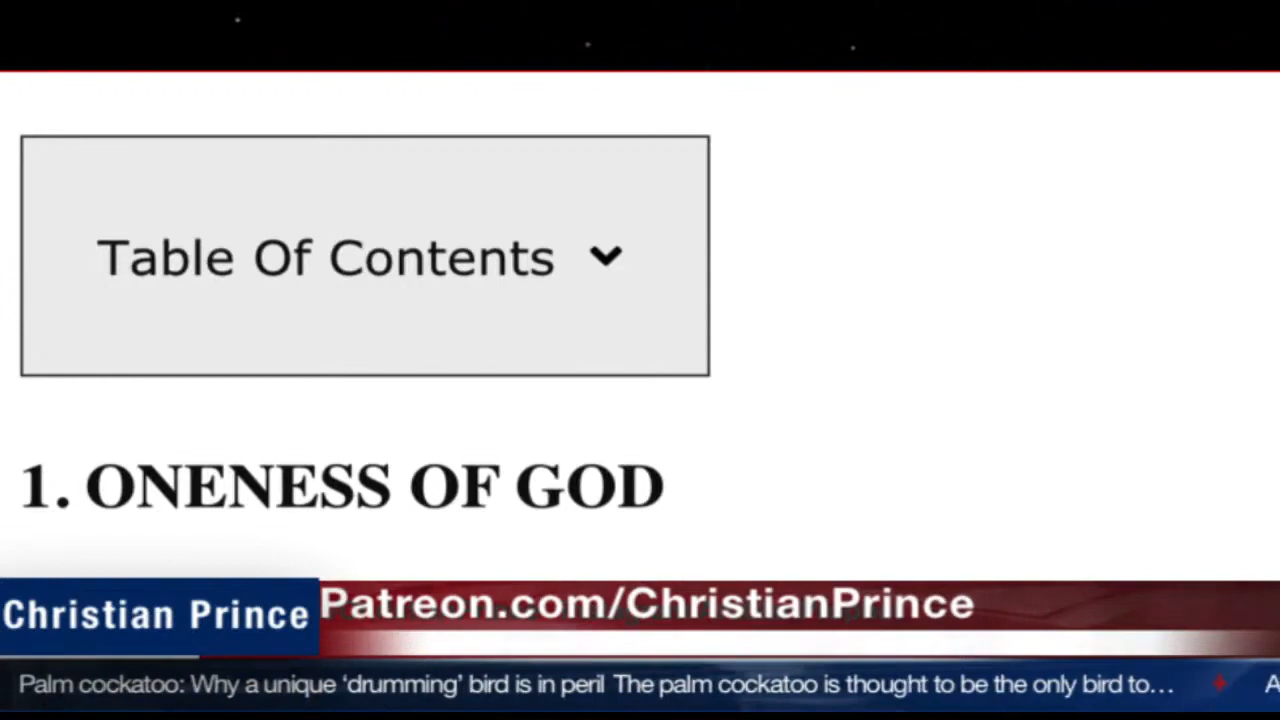 Table Of Contents
1. ONENESS OF GOD
Christian Prince
Patreon.com/ChristianPrince
Palm cockatoo: Why a unique ‘drumming’ bird is in peril The palm cockatoo is thought to be the only bird to… A